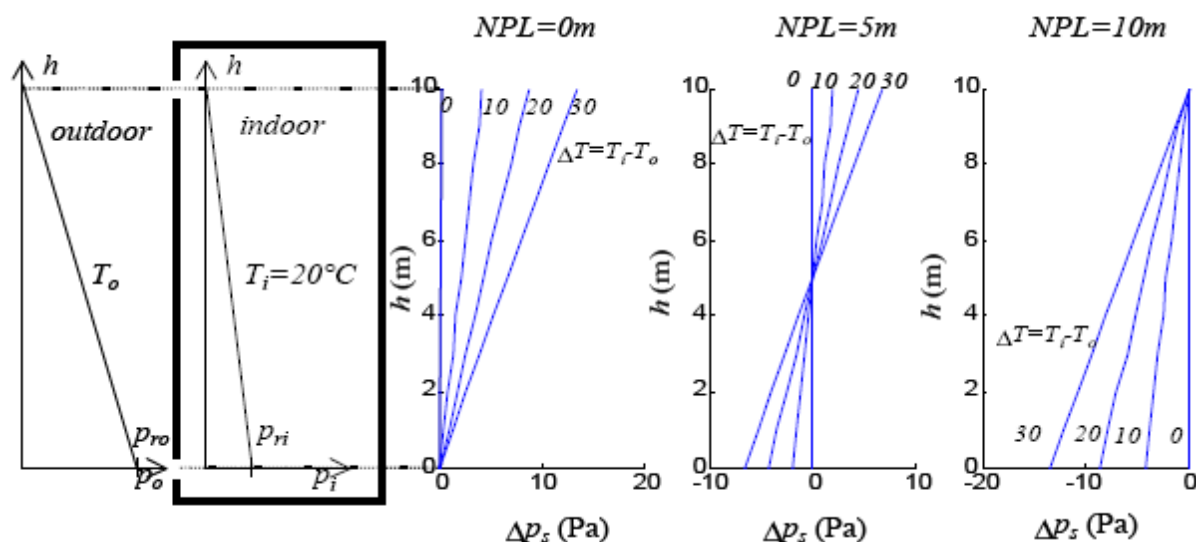 NPL=0m
NPL=5m
NPL=10m
h
h
outdoor
indoor
T_o
T_i=20°C
p_ro
p_o
p_ri
p_i
h (m)
10
8
6
4
2
0
0 10 20 30
ΔT=T_i-T_o
0 10 20
Δp_s (Pa)
h (m)
10
8
6
4
2
0
0 10 20 30
ΔT=T_i-T_o
-10 0 10
Δp_s (Pa)
h (m)
10
8
6
4
2
0
ΔT=T_i-T_o
30 20 10 0
-20 -10 0
Δp_s (Pa)